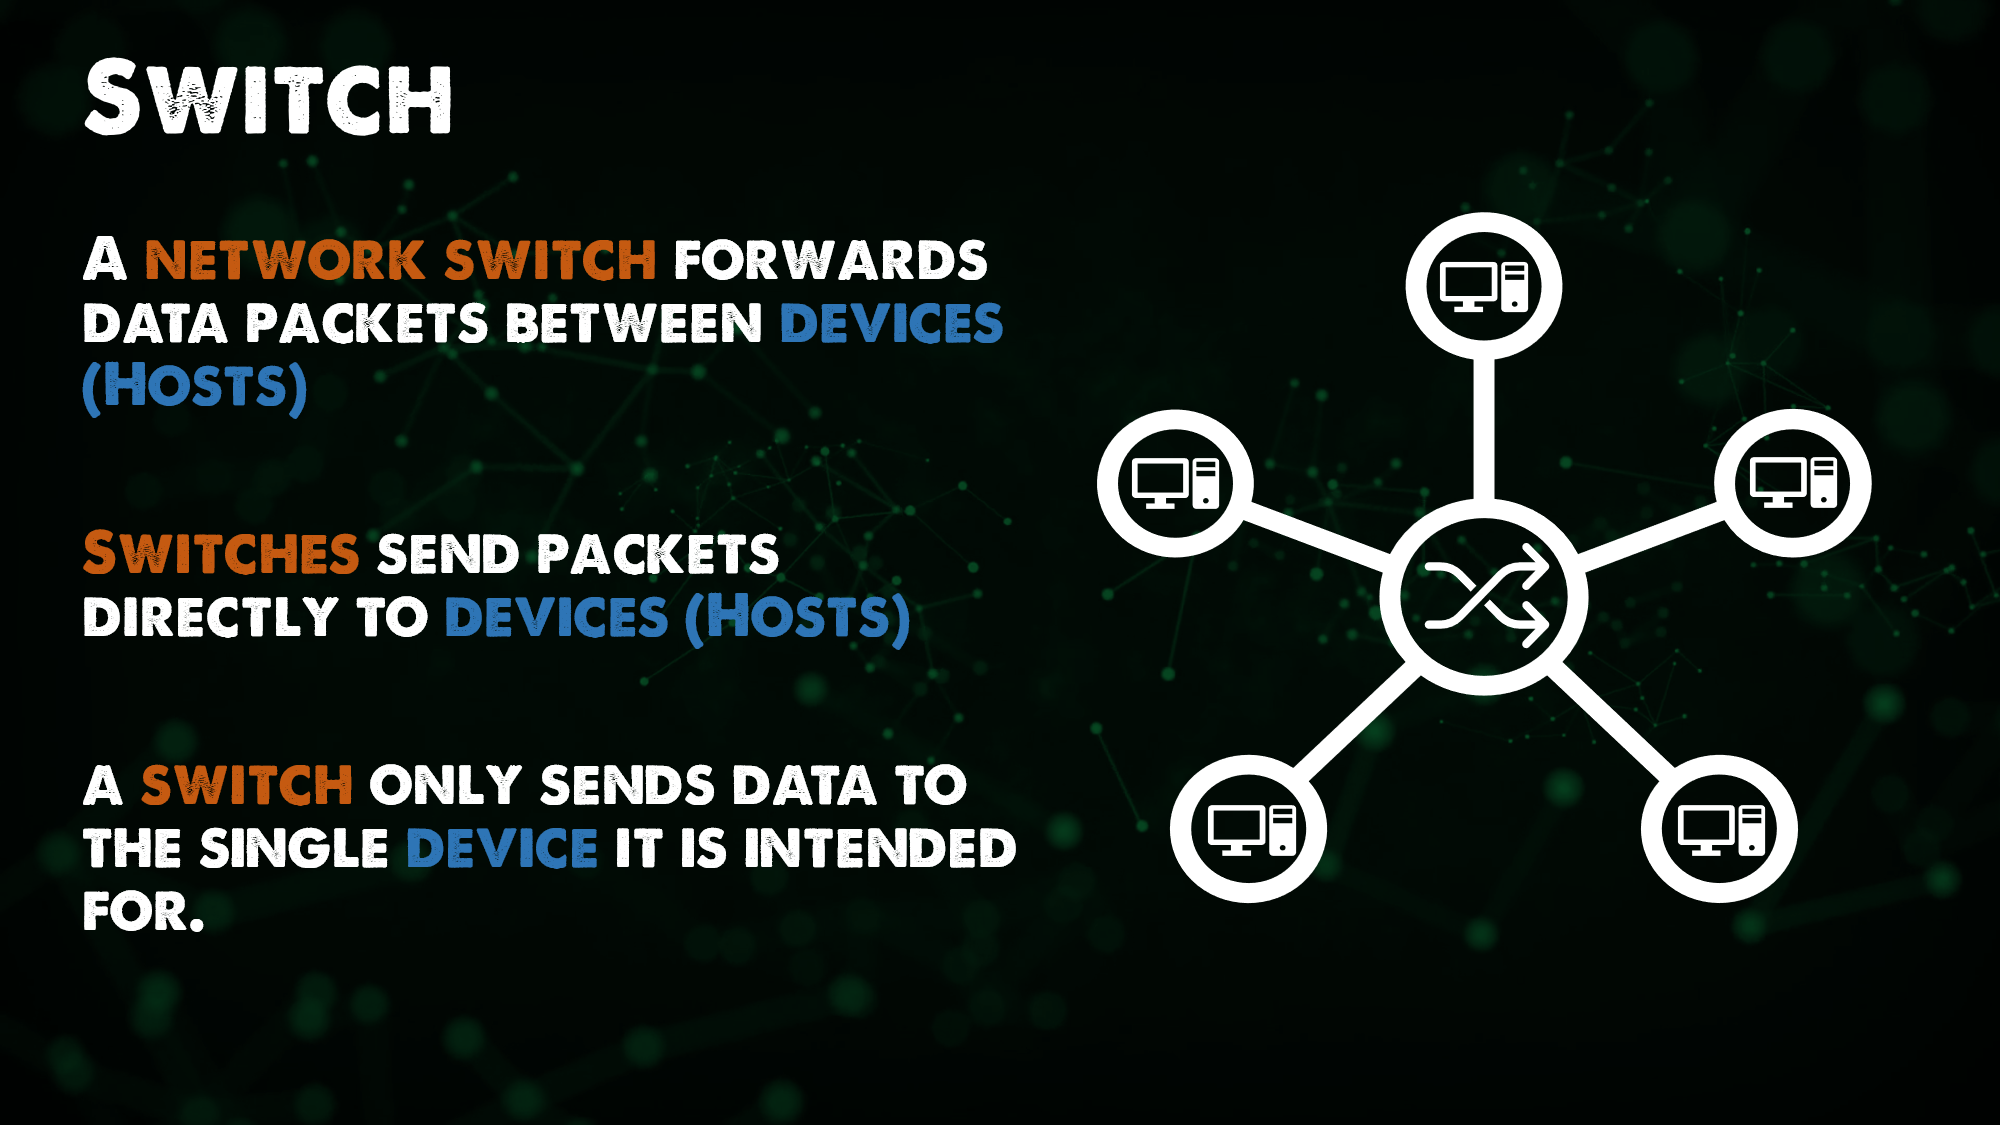 Switch
A network switch forwards
data packets between devices
(Hosts)
Switches send packets
directly to devices (Hosts)
A switch only sends data to
the single device it is intended
for.